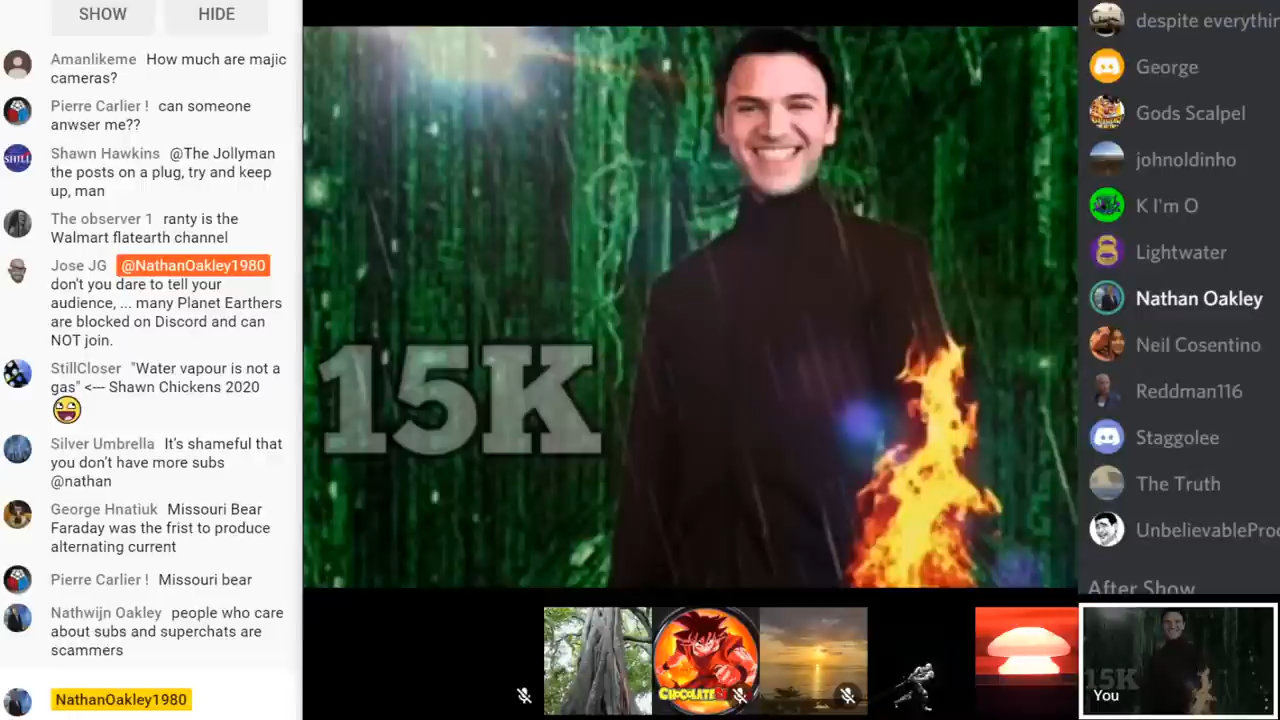 SHOW
HIDE
Amanlikeme How much are majic
cameras?
Pierre Carlier ! can someone
anwser me??
SHILL
Shawn Hawkins @The Jollyman
the posts on a plug, try and keep
up, man
The observer 1 ranty is the
Walmart flatearth channel
Jose JG @NathanOakley1980
don't you dare to tell your
audience, ... many Planet Earthers
are blocked on Discord and can
NOT join.
StillCloser "Water vapour is not a
gas" <--- Shawn Chickens 2020
Silver Umbrella It's shameful that
you don't have more subs
@nathan
George Hnatiuk Missouri Bear
Faraday was the frist to produce
alternating current
Pierre Carlier ! Missouri bear
Nathwijn Oakley people who care
about subs and superchats are
scammers
NathanOakley1980
15K
CHOCOLATE
despite everythin
George
Gods Scalpel
johnoldinho
K I'm O
Lightwater
Nathan Oakley
Neil Cosentino
Reddman116
Staggolee
The Truth
UnbelievableProc
After Show
15K
You